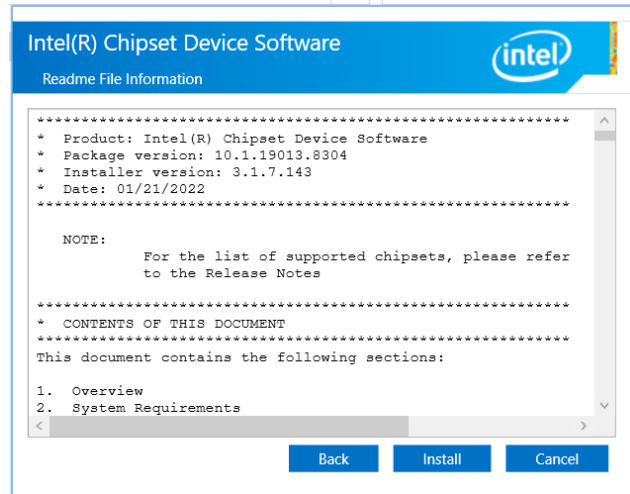 Intel(R) Chipset Device Software
intel
Readme File Information
************************************************************
*  Product: Intel(R) Chipset Device Software
*  Package version: 10.1.19013.8304
*  Installer version: 3.1.7.143
*  Date: 01/21/2022
************************************************************
NOTE:
For the list of supported chipsets, please refer
to the Release Notes
************************************************************
*  CONTENTS OF THIS DOCUMENT
************************************************************
This document contains the following sections:
1.  Overview
2.  System Requirements
Back Install Cancel